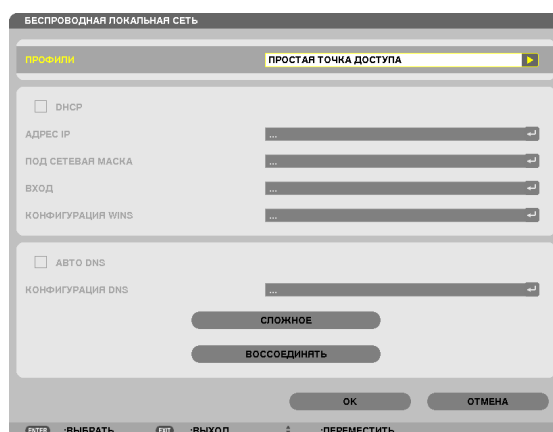 БЕСПРОВОДНАЯ ЛОКАЛЬНАЯ СЕТЬ
ПРОФИЛИ ПРОСТАЯ ТОЧКА ДОСТУПА
DHCP
АДРЕС IP ...
ПОД СЕТЕВАЯ МАСКА ...
ВХОД ...
КОНФИГУРАЦИЯ WINS ...
АВТО DNS
КОНФИГУРАЦИЯ DNS ...
СЛОЖНОЕ
ВОССОЕДИНЯТЬ
OK ОТМЕНА
ENTER :ВЫБРАТЬ EXIT :ВЫХОД :ПЕРЕМЕСТИТЬ